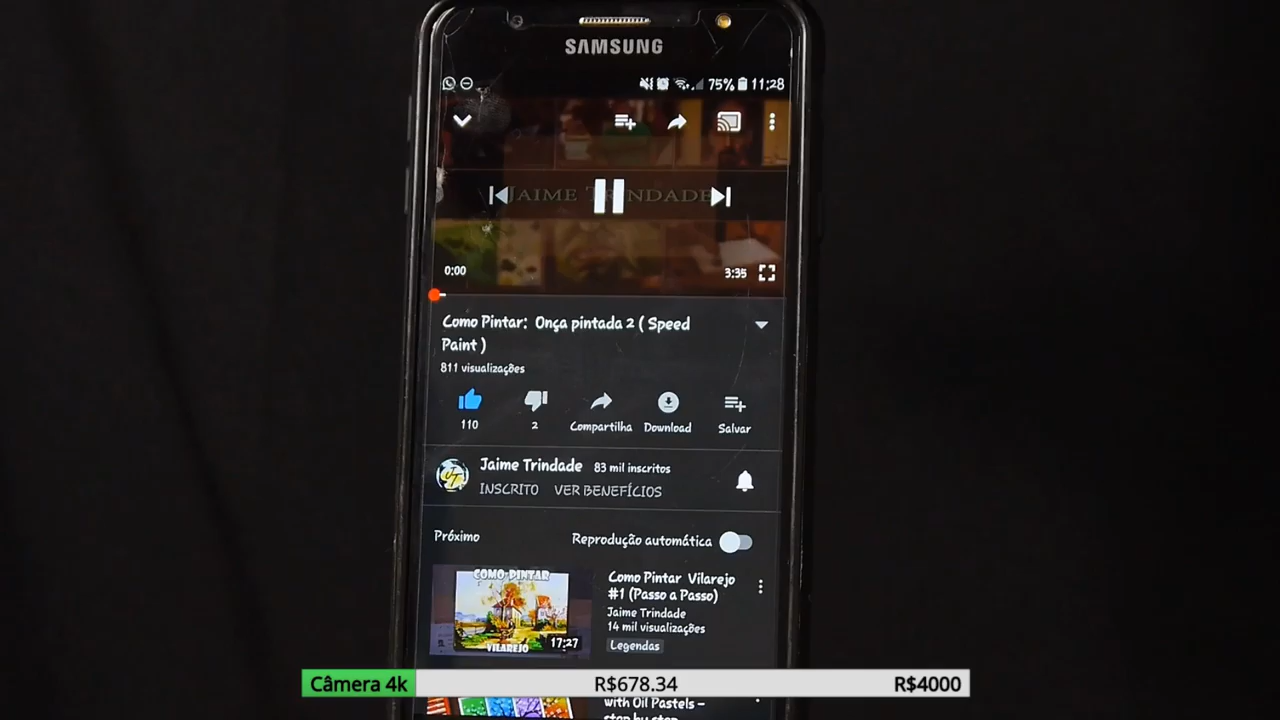 SAMSUNG
75% 11:28
JAIME TRINDADE
0:00
3:35
Como Pintar: Onça pintada 2 ( Speed
Paint )
811 visualizações
110
2
Compartilha
Download
Salvar
Jaime Trindade 83 mil inscritos
INSCRITO VER BENEFÍCIOS
Próximo
Reprodução automática
COMO PINTAR
VILAREJO
17:27
Como Pintar Vilarejo
#1 (Passo a Passo)
Jaime Trindade
14 mil visualizações
Legendas
Câmera 4k R$678.34 R$4000
with Oil Pastels –
step by step